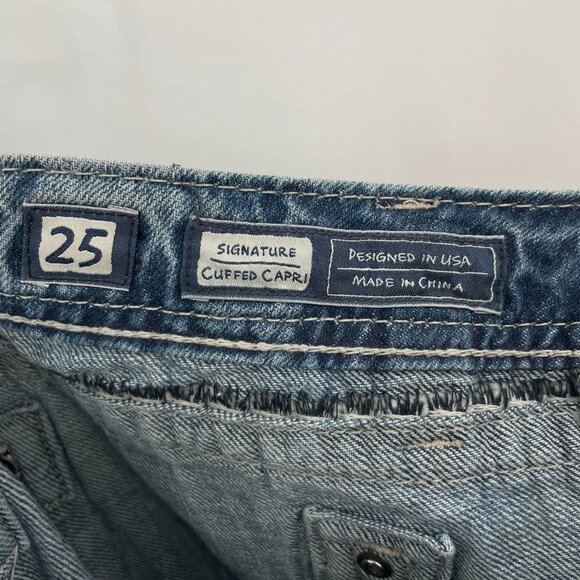 25
SIGNATURE
CUFFED CAPRI
DESIGNED IN USA
MADE IN CHINA